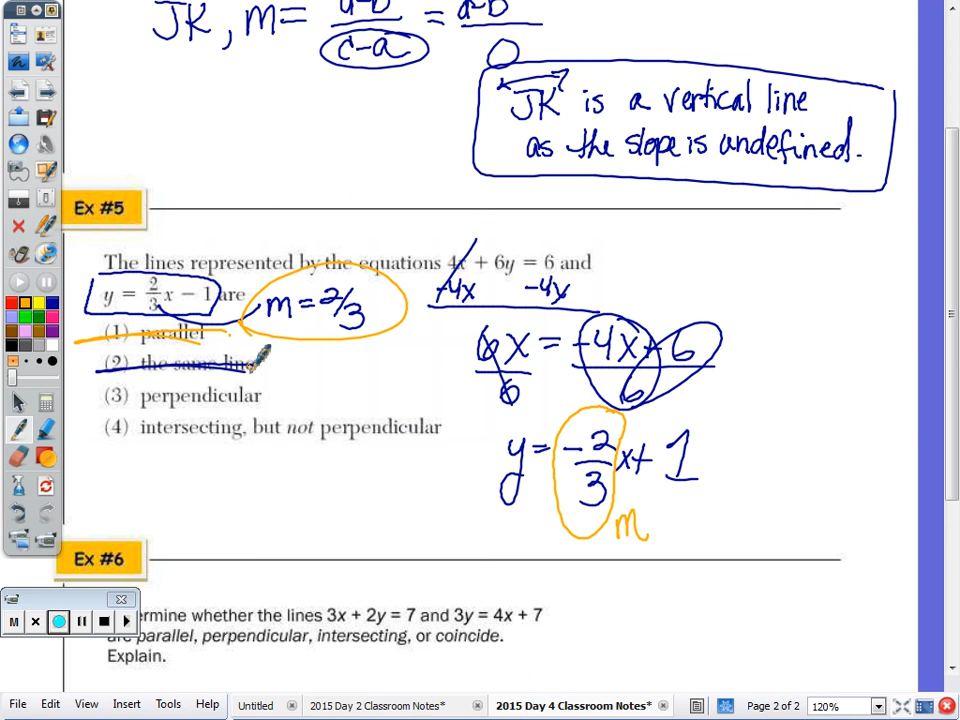 JK, m = a-b/c-a = a-b/0
JK is a vertical line
as the slope is undefined.
Ex #5
The lines represented by the equations 4x + 6y = 6 and
y = 2/3 x − 1 are
m = 2/3
-4x -4x
(1) parallel
(2) the same line
(3) perpendicular
(4) intersecting, but not perpendicular
6x = -4x + 6
6 6
y = -2/3 x + 1
m
Ex #6
ermine whether the lines 3x + 2y = 7 and 3y = 4x + 7
are parallel, perpendicular, intersecting, or coincide.
Explain.
M
File Edit View Insert Format Tools Help Untitled 2015 Day 2 Classroom Notes* 2015 Day 4 Classroom Notes* Page 2 of 2 120%